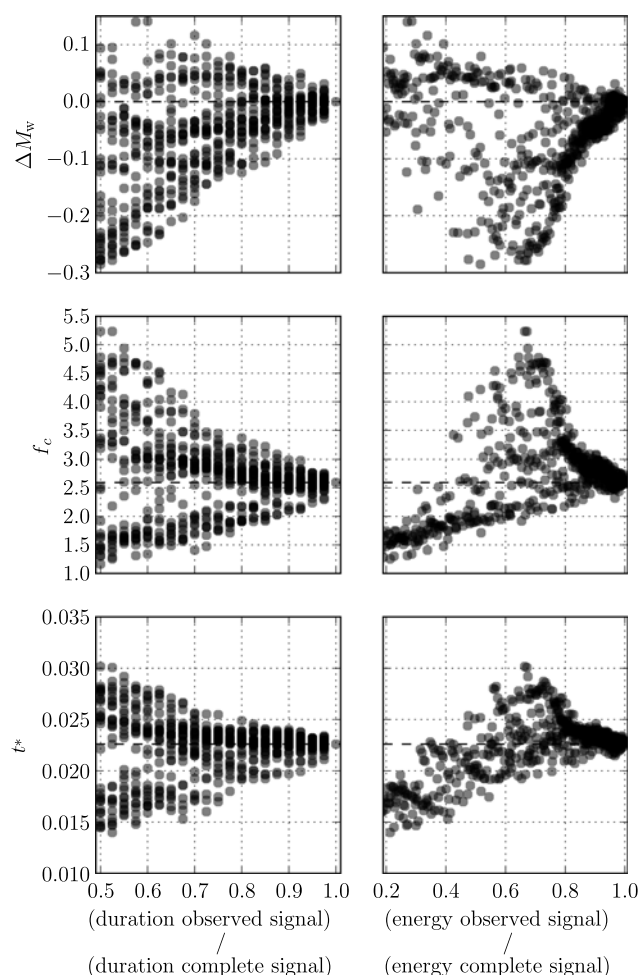 0.1
0.0
−0.1
−0.2
−0.3
ΔM_w
5.5
5.0
4.5
4.0
3.5
3.0
2.5
2.0
1.5
1.0
f_c
0.035
0.030
0.025
0.020
0.015
0.010
t*
0.5 0.6 0.7 0.8 0.9 1.0
0.2 0.4 0.6 0.8 1.0
(duration observed signal)
/
(duration complete signal)
(energy observed signal)
/
(energy complete signal)